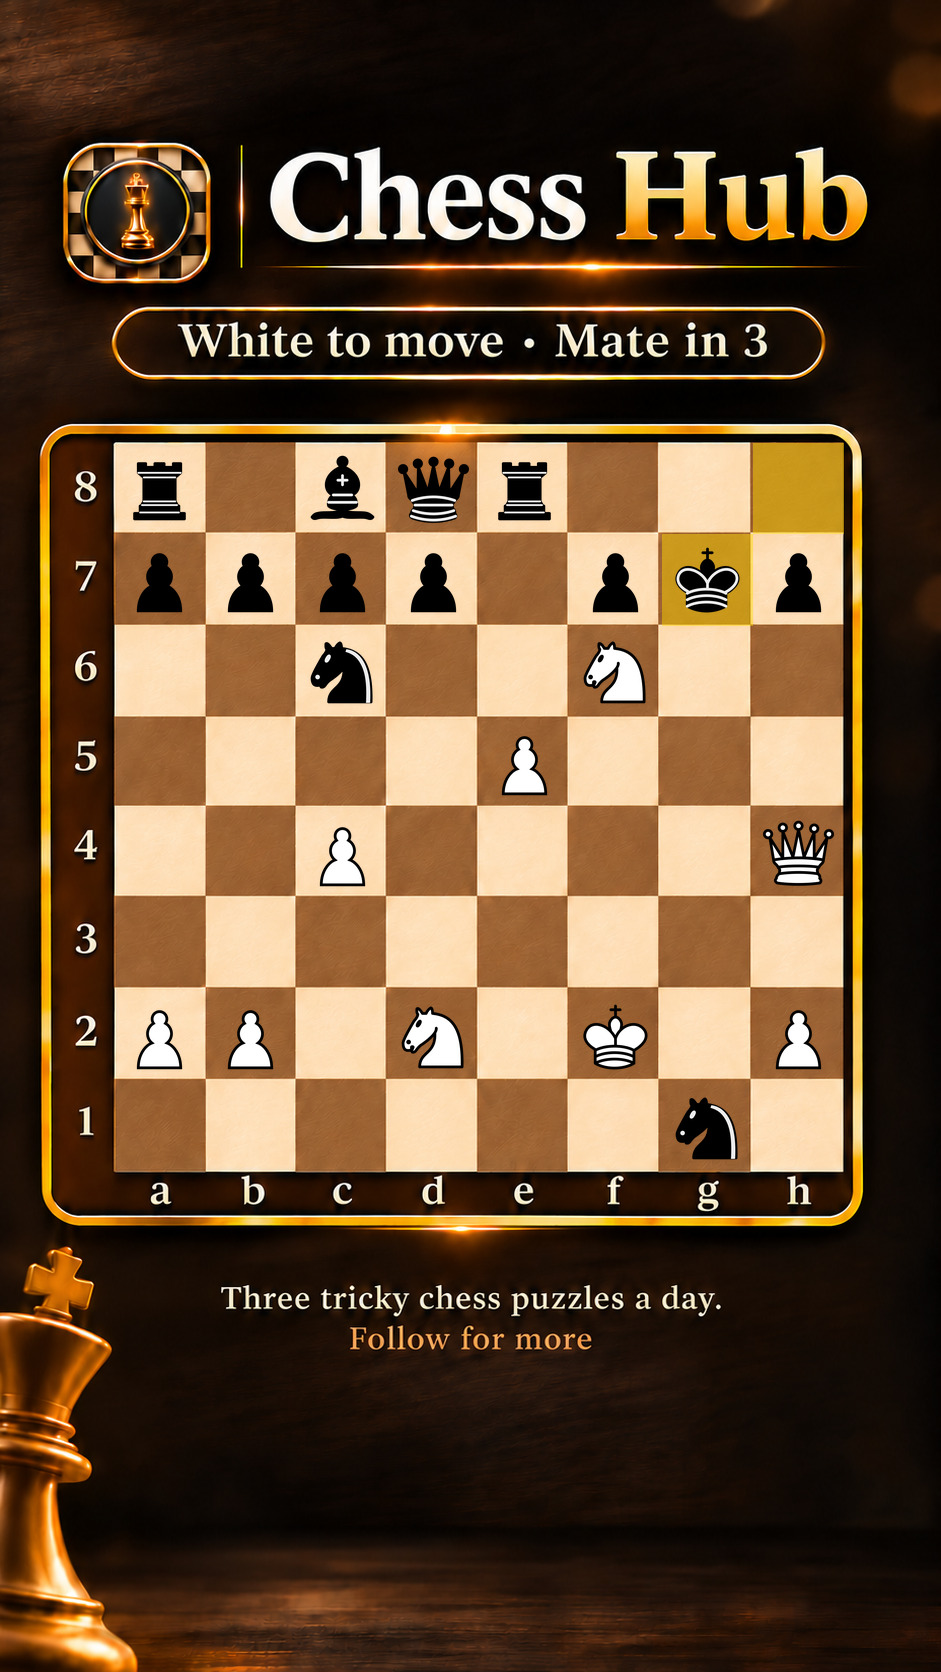 Chess Hub
White to move • Mate in 3
8
7
6
5
4
3
2
1
a b c d e f g h
Three tricky chess puzzles a day.
Follow for more